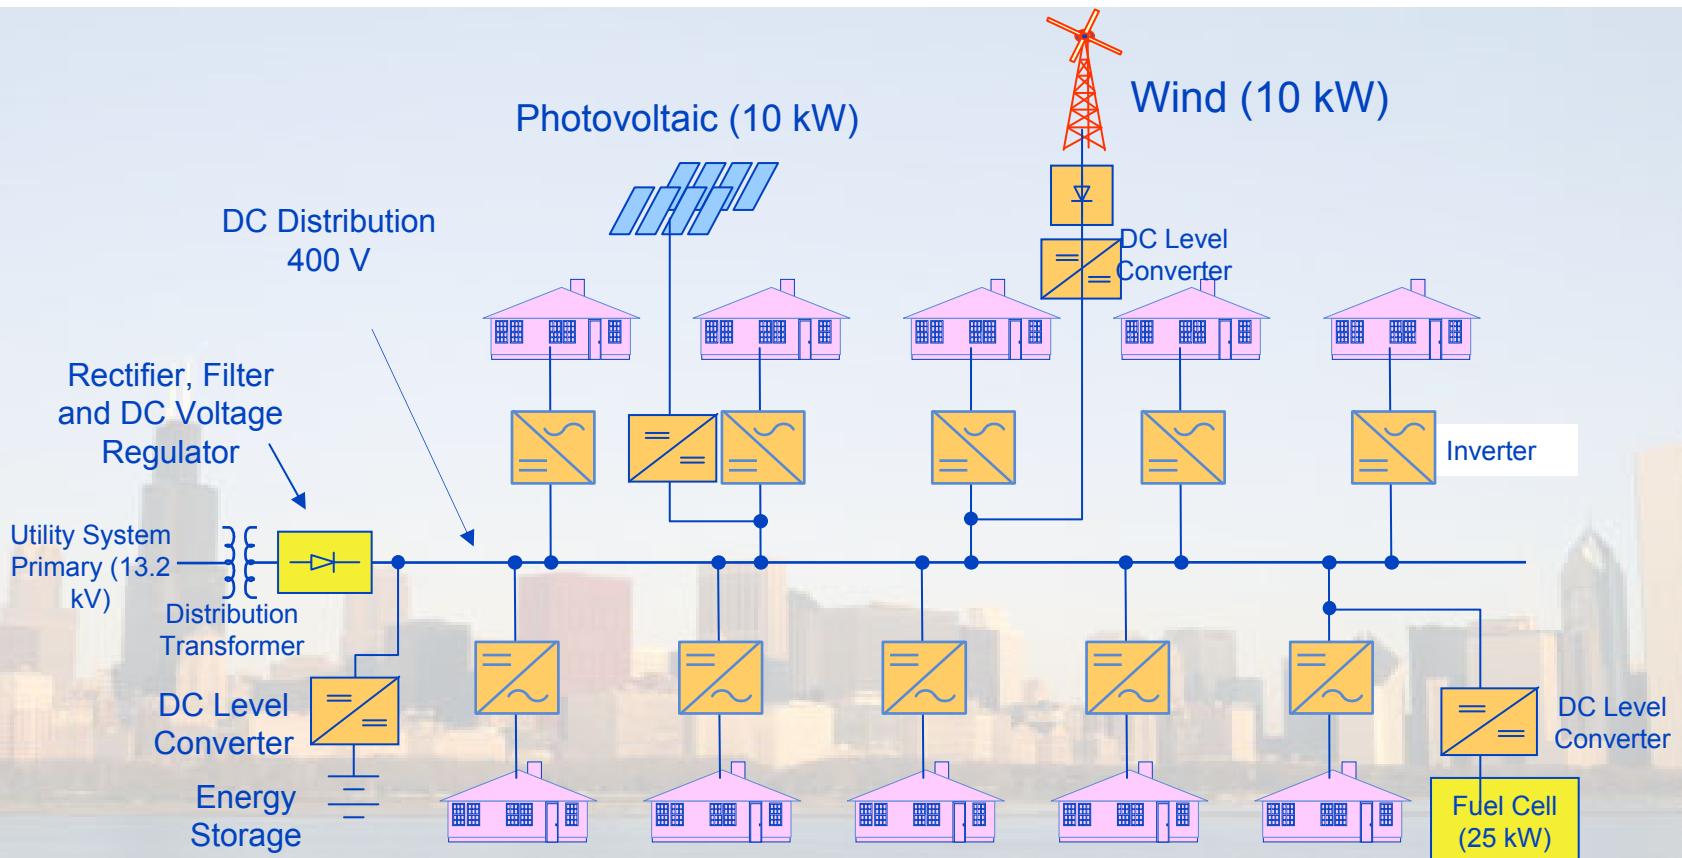 Photovoltaic (10 kW)
Wind (10 kW)
DC Distribution
400 V
DC Level
Converter
Rectifier, Filter
and DC Voltage
Regulator
Inverter
Utility System
Primary (13.2
kV)
Distribution
Transformer
DC Level
Converter
Energy
Storage
DC Level
Converter
Fuel Cell
(25 kW)